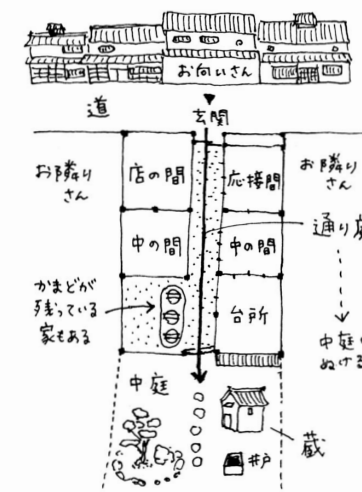 お向いさん
道
玄関
お隣り
さん
店の間
応接間
お隣り
さん
中の間
中の間
通り
かまどが
残っている
家もある
台所
中庭
ぬける
中庭
蔵
井戸